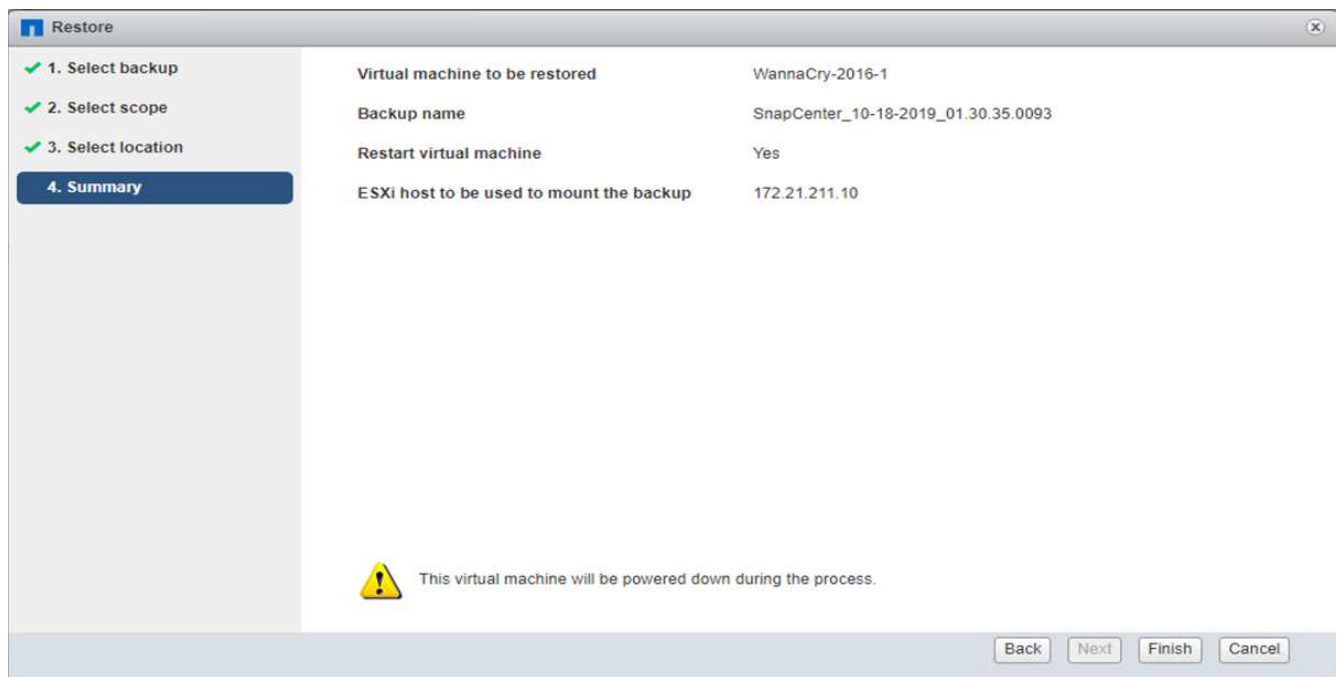 Restore
1. Select backup
2. Select scope
3. Select location
4. Summary
Virtual machine to be restored WannaCry-2016-1
Backup name SnapCenter_10-18-2019_01.30.35.0093
Restart virtual machine Yes
ESXi host to be used to mount the backup 172.21.211.10
This virtual machine will be powered down during the process.
Back Next Finish Cancel